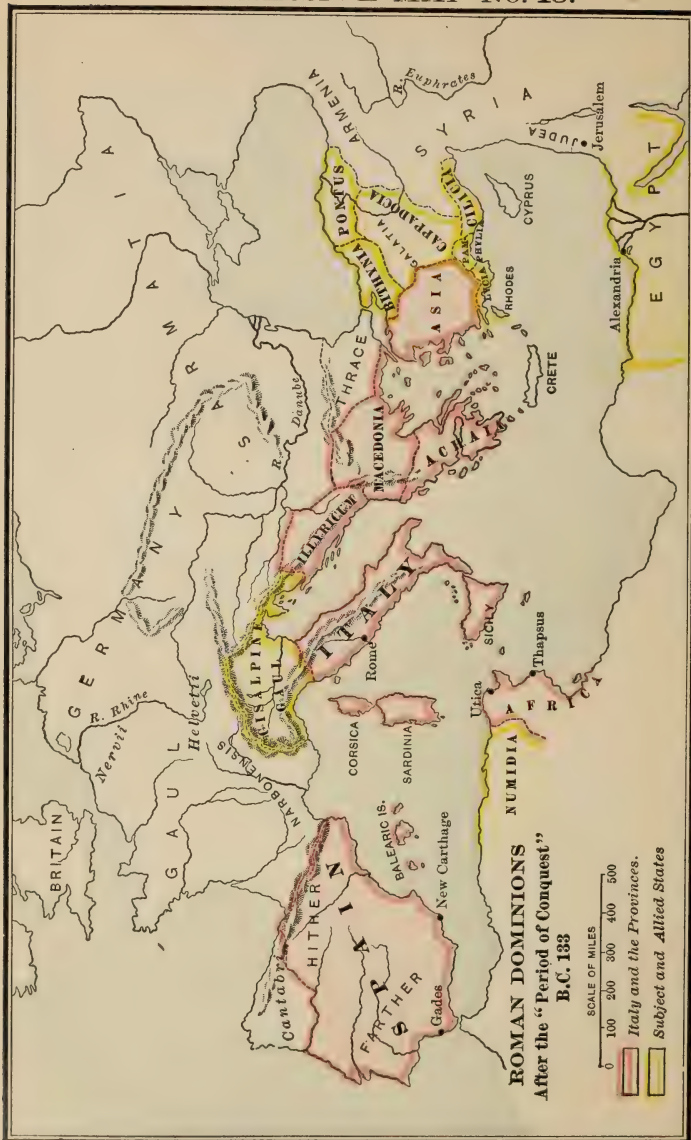 MAP No. 18.
BRITAIN
GERMANY
SARMATIA
R. Rhine
Nervii
GAUL
Helvetii
NARBONENSIS
CISALPINE
GAUL
R. Danube
ILLYRICUM
THRACE
MACEDONIA
ACHAIA
ITALY
Rome
CORSICA
SARDINIA
SICILY
BALEARIC IS.
Cantabri
HITHER
SPAIN
FARTHER
New Carthage
Gades
ARMENIA
R. Euphrates
PONTUS
BITHYNIA
GALATIA
CAPPADOCIA
CILICIA
PAM-
PHYLIA
LYCIA
ASIA
SYRIA
JUDEA
Jerusalem
CYPRUS
RHODES
CRETE
Alexandria
EGYPT
Utica
Thapsus
AFRICA
NUMIDIA
ROMAN DOMINIONS
After the "Period of Conquest"
B.C. 133
SCALE OF MILES
0 100 200 300 400 500
Italy and the Provinces.
Subject and Allied States